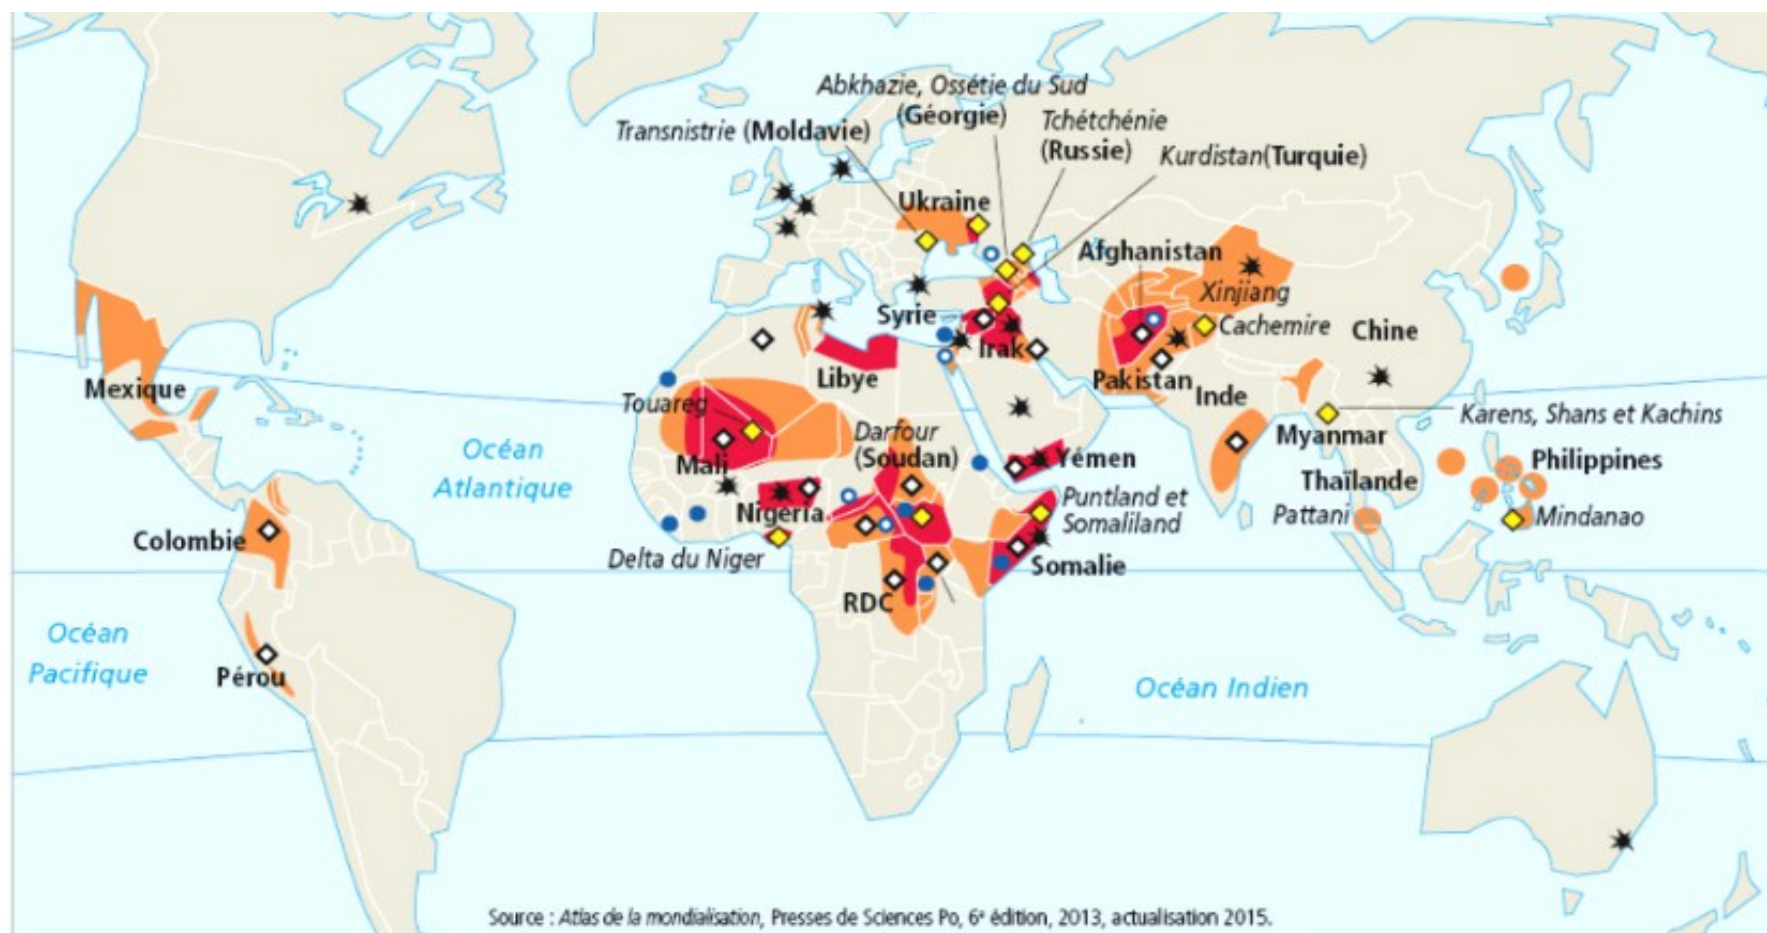 Abkhazie, Ossétie du Sud
(Géorgie)
Tchétchénie
(Russie)
Transnistrie (Moldavie)
Kurdistan(Turquie)
Ukraine
Afghanistan
Xinjiang
Syrie
Cachemire
Chine
Irak
Libye
Pakistan
Inde
Mexique
Touareg
Karens, Shans et Kachins
Myanmar
Darfour
(Soudan)
Océan
Atlantique
Mali
Yémen
Philippines
Thaïlande
Puntland et
Somaliland
Nigeria
Pattani
Mindanao
Colombie
Delta du Niger
Somalie
RDC
Océan
Pacifique
Pérou
Océan Indien
Source : Atlas de la mondialisation, Presses de Sciences Po, 6e édition, 2013, actualisation 2015.